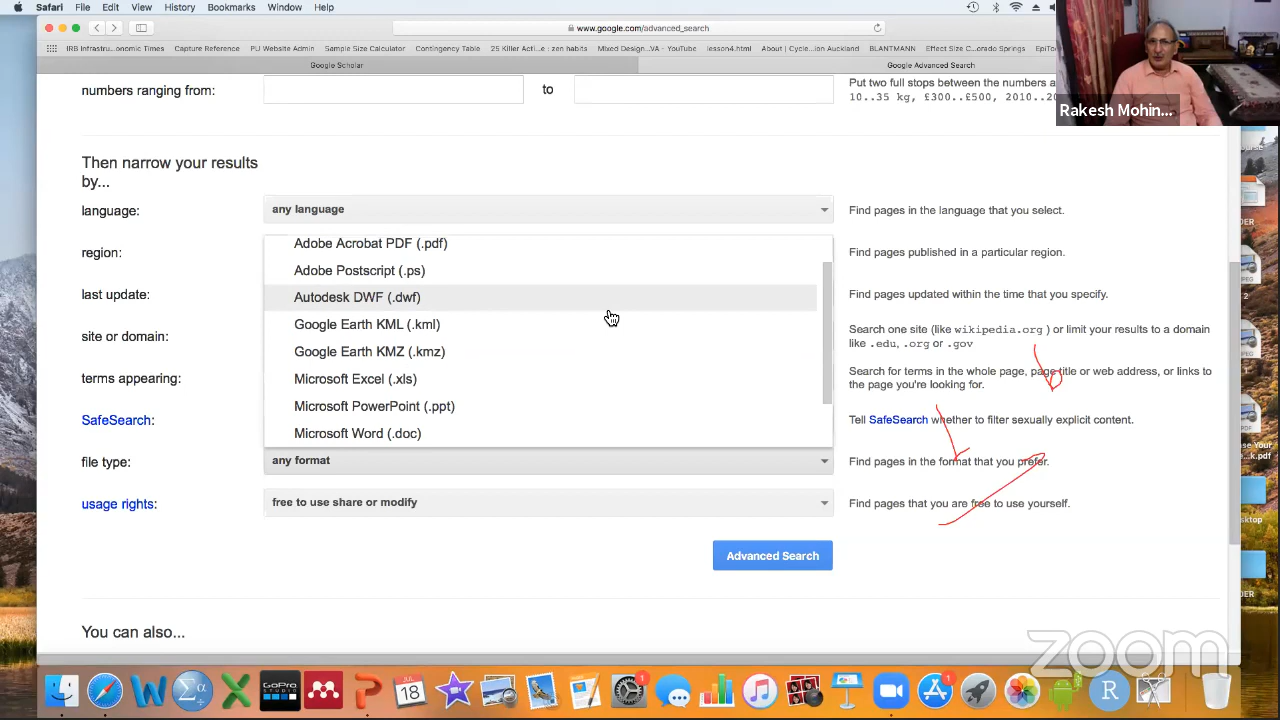 Safari File Edit View History Bookmarks Window Help
www.google.com/advanced_search
IRB Infrastru...onomic Times Capture Reference PU Website Admin Sample Size Calculator Contingency Table 25 Killer Acti...e : zen habits Mixed Design...VA - YouTube lesson4.html About | Cycle...ion Auckland BLANTMANN Effect Size C...orado Springs
Google Scholar Google Advanced Search
numbers ranging from: to Put two full stops between the numbers
10..35 kg, £300..£500,
Rakesh Mohin...
Then narrow your results
by...
language: any language Find pages in the language that you select.
region: Adobe Acrobat PDF (.pdf) Find pages published in a particular region.
Adobe Postscript (.ps)
last update: Autodesk DWF (.dwf) Find pages updated within the time that you specify.
Google Earth KML (.kml)
site or domain: Search one site (like wikipedia.org ) or limit your results to a domain
like .edu, .org or .gov
Google Earth KMZ (.kmz)
terms appearing: Microsoft Excel (.xls) Search for terms in the whole page, page title or web address, or links to
the page you're looking for.
Microsoft PowerPoint (.ppt)
SafeSearch: Tell SafeSearch whether to filter sexually explicit content.
Microsoft Word (.doc)
file type: any format Find pages in the format that you prefer.
usage rights: free to use share or modify Find pages that you are free to use yourself.
Advanced Search
You can also...
zoom
GoPro
STUDIO
18
1
R